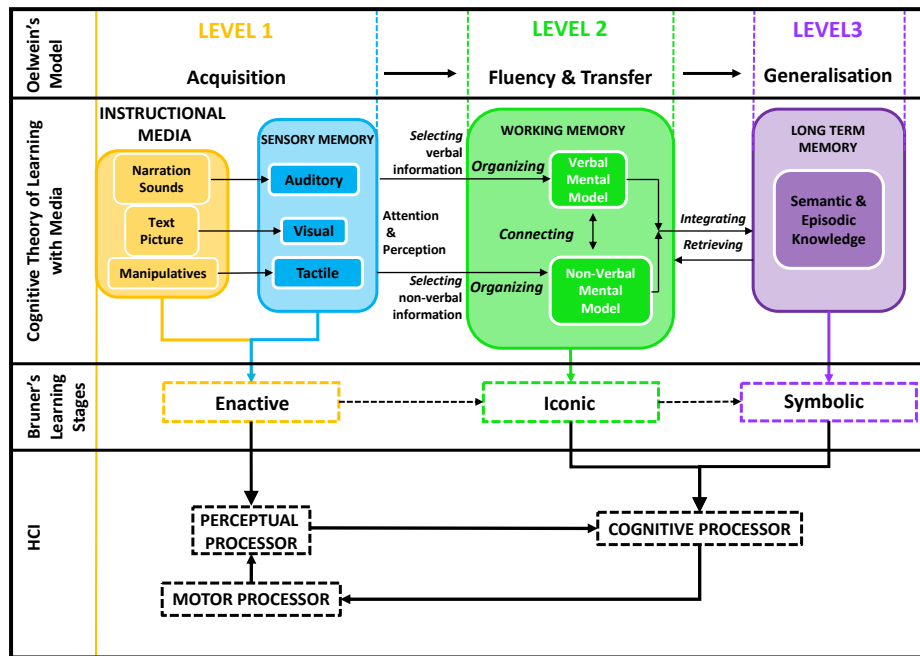 Oelwein's
Model
LEVEL 1
LEVEL 2
LEVEL3
Acquisition
Fluency & Transfer
Generalisation
Cognitive Theory of Learning
with Media
INSTRUCTIONAL
MEDIA
Narration
Sounds
Text
Picture
Manipulatives
SENSORY MEMORY
Auditory
Visual
Tactile
Selecting
verbal
information
Attention
&
Perception
Selecting
non-verbal
information
WORKING MEMORY
Organizing
Verbal
Mental
Model
Connecting
Organizing
Non-Verbal
Mental
Model
Integrating
Retrieving
LONG TERM
MEMORY
Semantic &
Episodic
Knowledge
Bruner's
Learning
Stages
Enactive
Iconic
Symbolic
HCI
PERCEPTUAL
PROCESSOR
COGNITIVE PROCESSOR
MOTOR PROCESSOR